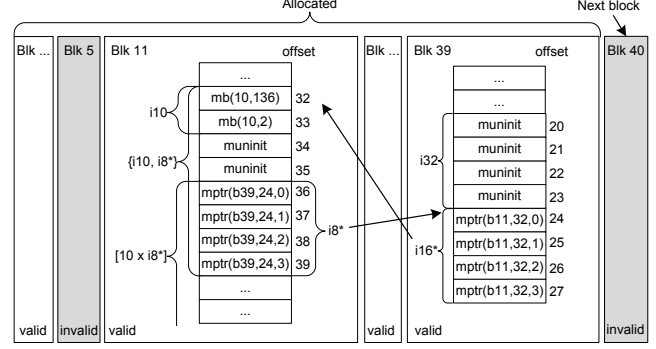 Allocated
Next block
Blk ...
Blk 5
Blk 11
offset
...
mb(10,136) 32
mb(10,2) 33
muninit 34
muninit 35
mptr(b39,24,0) 36
mptr(b39,24,1) 37
mptr(b39,24,2) 38
mptr(b39,24,3) 39
...
...
i10
{i10, i8*}
[10 x i8*]
i8*
Blk ...
Blk 39
offset
...
...
muninit 20
muninit 21
muninit 22
muninit 23
mptr(b11,32,0) 24
mptr(b11,32,1) 25
mptr(b11,32,2) 26
mptr(b11,32,3) 27
i32
i16*
Blk 40
valid
invalid
valid
valid
valid
invalid